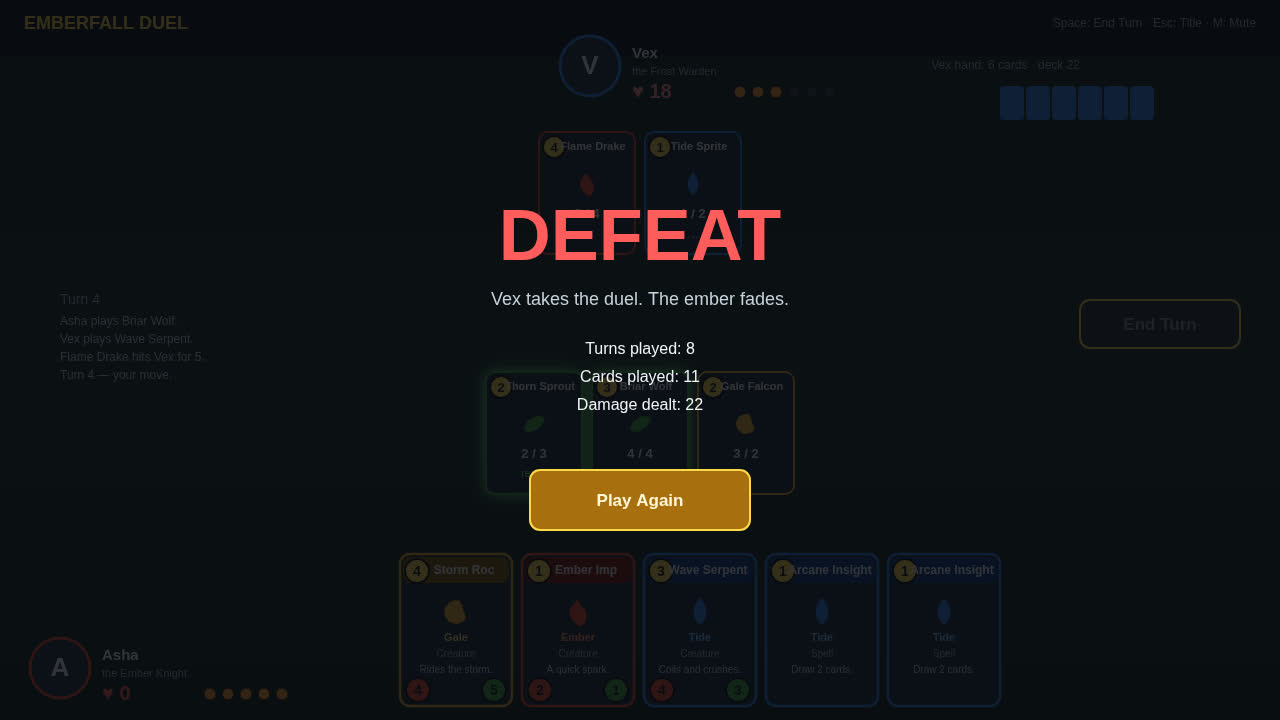 EMBERFALL DUEL
Space: End Turn · Esc: Title · M: Mute
V
Vex
the Frost Warden
♥ 18
Vex hand: 6 cards · deck 22
4 Flame Drake
1 Tide Sprite
/ 2
DEFEAT
Vex takes the duel. The ember fades.
Turn 4
Asha plays Briar Wolf.
Vex plays Wave Serpent.
Flame Drake hits Vex for 5.
Turn 4 — your move.
End Turn
Turns played: 8
Cards played: 11
Damage dealt: 22
2 Thorn Sprout
2 / 3
3 Briar Wolf
4 / 4
2 Gale Falcon
3 / 2
Play Again
A
Asha
the Ember Knight
♥ 0
4 Storm Roc
Gale
Creature
Rides the storm.
4 5
1 Ember Imp
Ember
Creature
A quick spark.
2 1
3 Wave Serpent
Tide
Creature
Coils and crushes.
4 3
1 Arcane Insight
Tide
Spell
Draw 2 cards.
1 Arcane Insight
Tide
Spell
Draw 2 cards.